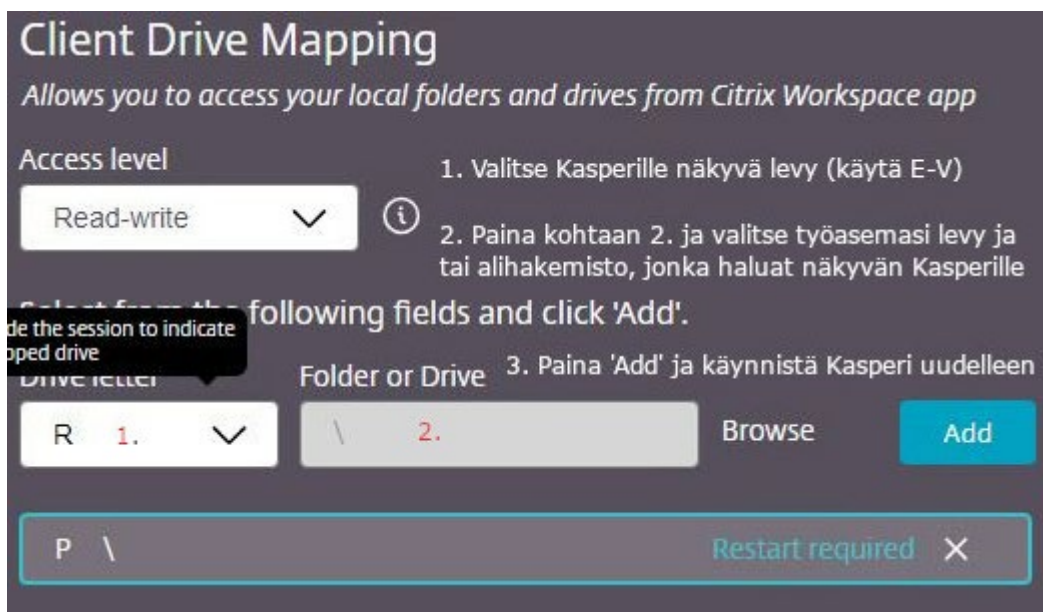 Client Drive Mapping
Allows you to access your local folders and drives from Citrix Workspace app
Access level
1. Valitse Kasperille näkyvä levy (käytä E-V)
Read-write
2. Paina kohtaan 2. ja valitse työasemasi levy ja
tai alihakemisto, jonka haluat näkyvän Kasperille
following fields and click 'Add'.
de the session to indicate
pped drive
Drive letter
Folder or Drive
3. Paina 'Add' ja käynnistä Kasperi uudelleen
R 1.
\ 2.
Browse
Add
P \
Restart required